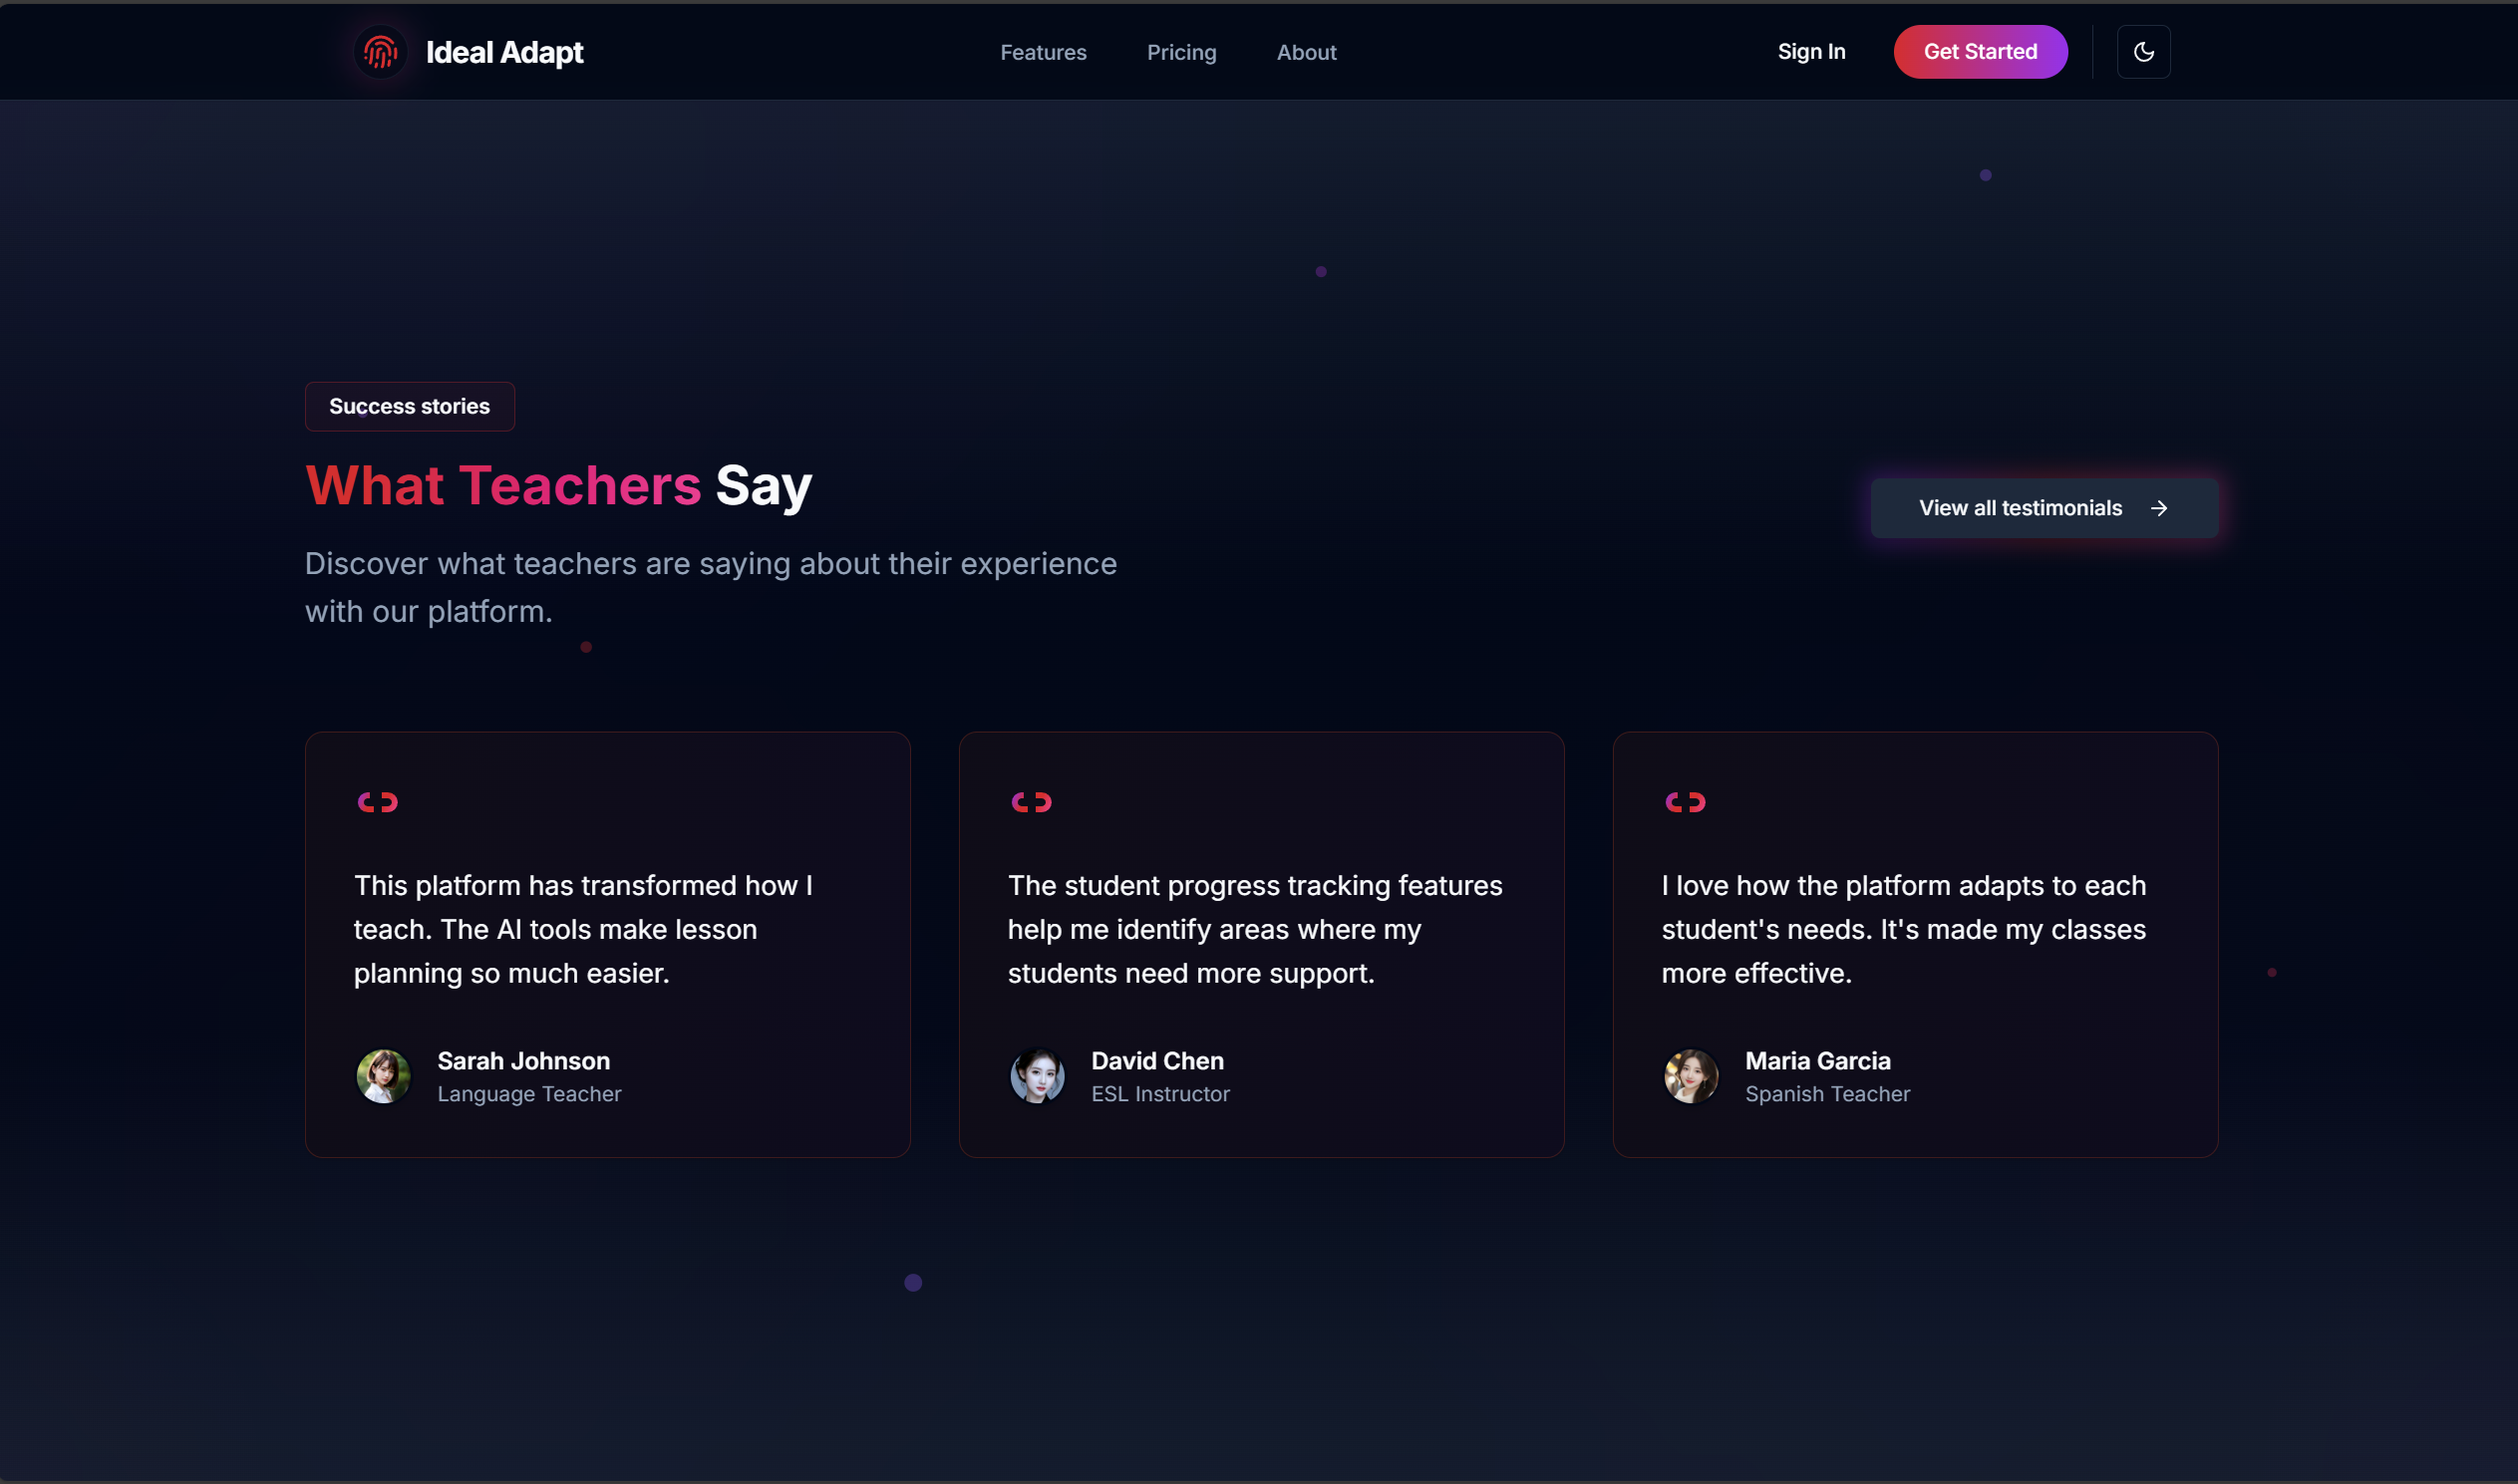 Ideal Adapt
Features
Pricing
About
Sign In
Get Started
Success stories
What Teachers Say
View all testimonials
Discover what teachers are saying about their experience
with our platform.
This platform has transformed how I
teach. The AI tools make lesson
planning so much easier.
Sarah Johnson
Language Teacher
The student progress tracking features
help me identify areas where my
students need more support.
David Chen
ESL Instructor
I love how the platform adapts to each
student's needs. It's made my classes
more effective.
Maria Garcia
Spanish Teacher